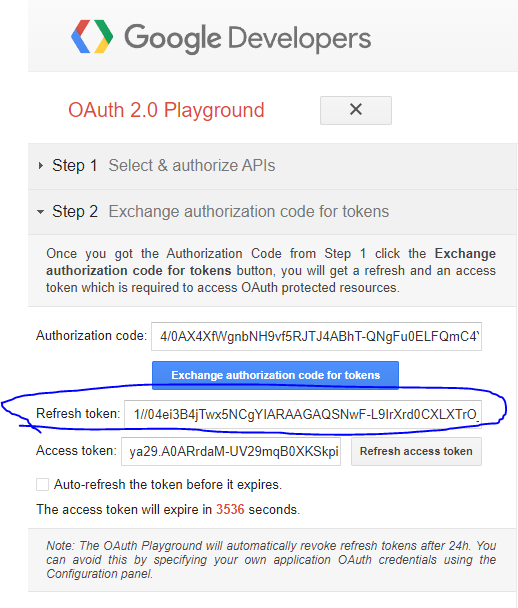 Google Developers
OAuth 2.0 Playground
Step 1 Select & authorize APIs
Step 2 Exchange authorization code for tokens
Once you got the Authorization Code from Step 1 click the Exchange
authorization code for tokens button, you will get a refresh and an access
token which is required to access OAuth protected resources.
Authorization code: 4/0AX4XfWgnbNH9vf5RJTJ4ABhT-QNgFu0ELFQmC4
Exchange authorization code for tokens
Refresh token: 1//04ei3B4jTwx5NCgYIARAAGAQSNwF-L9IrXrd0CXLXTrO_
Access token: ya29.A0ARrdaM-UV29mqB0XKSkpi
Refresh access token
Auto-refresh the token before it expires.
The access token will expire in 3536 seconds.
Note: The OAuth Playground will automatically revoke refresh tokens after 24h. You
can avoid this by specifying your own application OAuth credentials using the
Configuration panel.